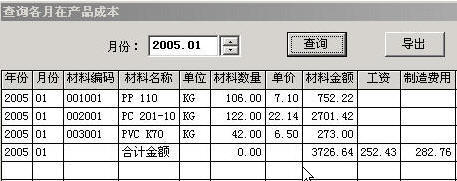 查询各月在产品成本
月份： 2005.01 查询 导出
年份 月份 材料编码 材料名称 单位 材料数量 单价 材料金额 工资 制造费用
2005 01 001001 PP 110 KG 106.00 7.10 752.22
2005 01 002001 PC 201-10 KG 122.00 22.14 2701.42
2005 01 003001 PVC K70 KG 42.00 6.50 273.00
2005 01 合计金额 0.00 3726.64 252.43 282.76